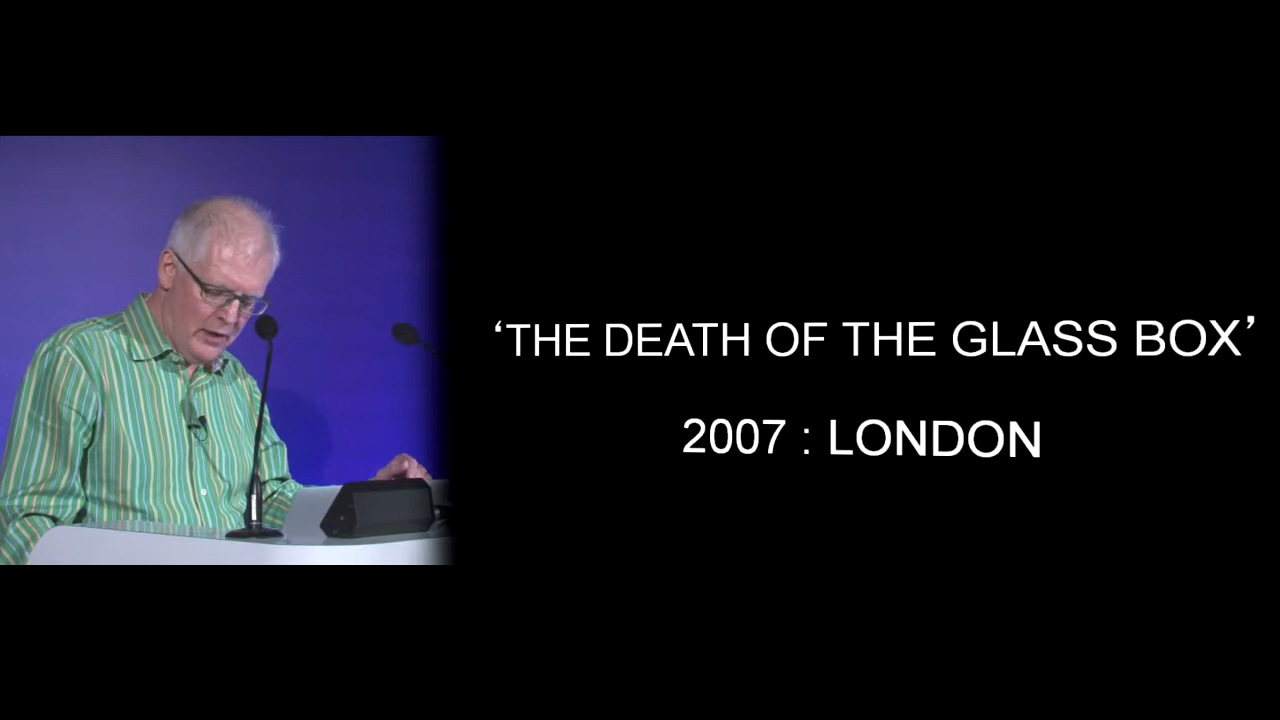 ‘THE DEATH OF THE GLASS BOX’
2007 : LONDON